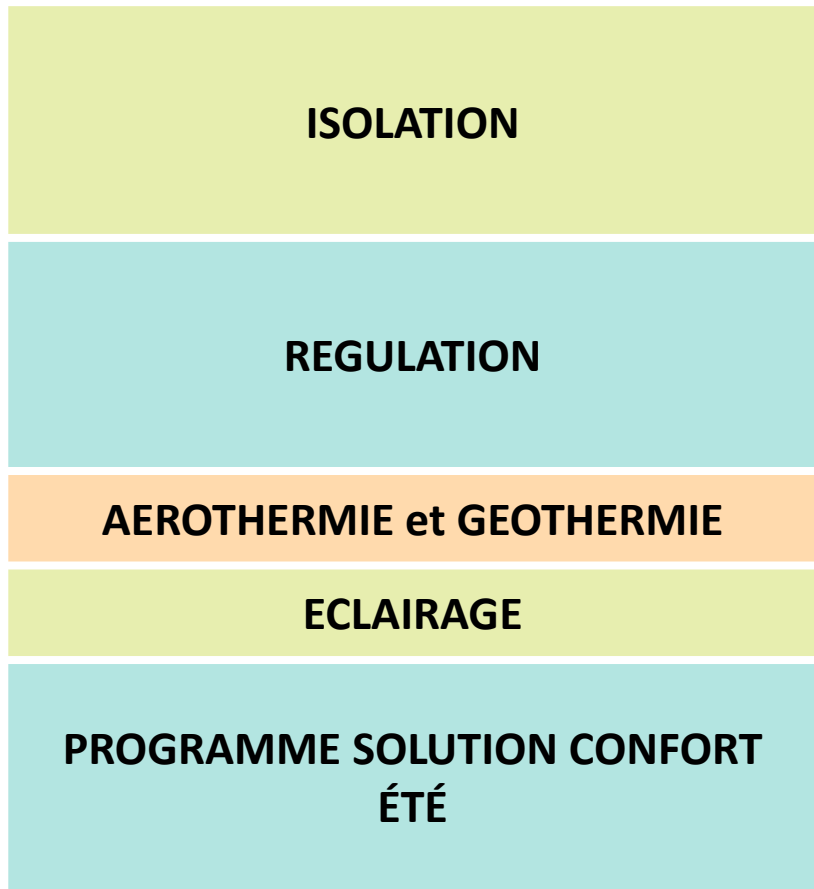 ISOLATION
REGULATION
AEROTHERMIE et GEOTHERMIE
ECLAIRAGE
PROGRAMME SOLUTION CONFORT
ÉTÉ